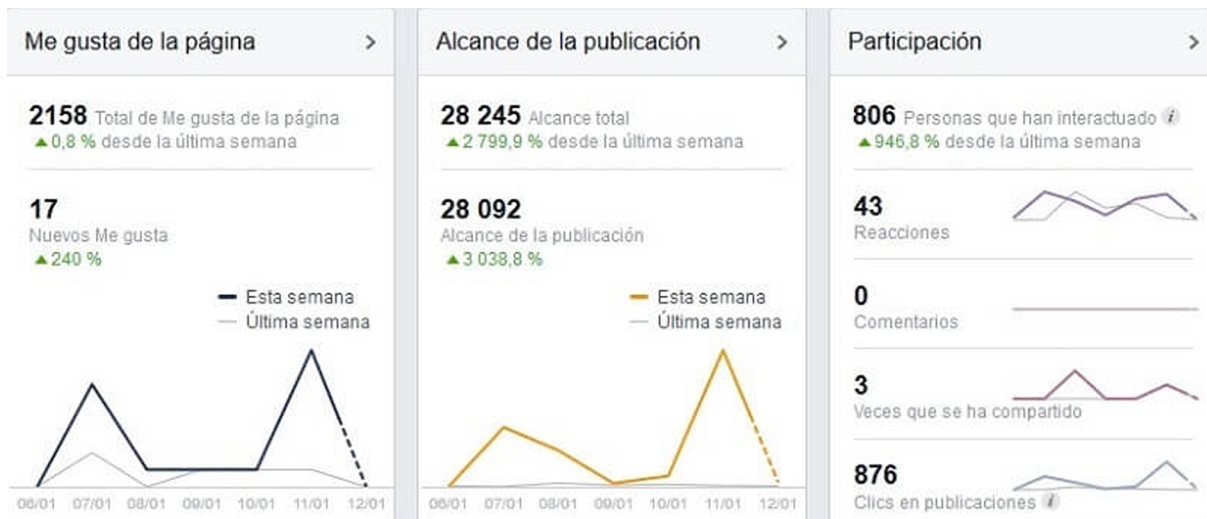 Me gusta de la página
2158 Total de Me gusta de la página
0,8 % desde la última semana
17
Nuevos Me gusta
240 %
Esta semana
Última semana
06/01 07/01 08/01 09/01 10/01 11/01 12/01
Alcance de la publicación
28 245 Alcance total
2 799,9 % desde la última semana
28 092
Alcance de la publicación
3 038,8 %
Esta semana
Última semana
06/01 07/01 08/01 09/01 10/01 11/01 12/01
Participación
806 Personas que han interactuado i
946,8 % desde la última semana
43
Reacciones
0
Comentarios
3
Veces que se ha compartido
876
Clics en publicaciones i